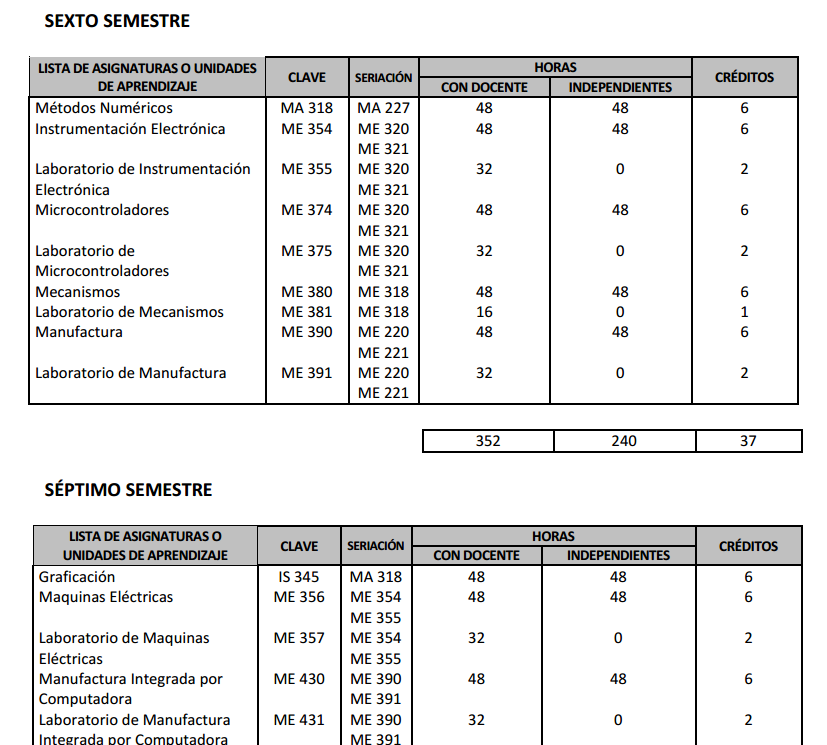 SEXTO SEMESTRE
LISTA DE ASIGNATURAS O UNIDADES DE APRENDIZAJE CLAVE SERIACIÓN HORAS CRÉDITOS
CON DOCENTE INDEPENDIENTES
Métodos Numéricos MA 318 MA 227 48 48 6
Instrumentación Electrónica ME 354 ME 320 48 48 6
ME 321
Laboratorio de Instrumentación ME 355 ME 320 32 0 2
Electrónica ME 321
Microcontroladores ME 374 ME 320 48 48 6
ME 321
Laboratorio de ME 375 ME 320 32 0 2
Microcontroladores ME 321
Mecanismos ME 380 ME 318 48 48 6
Laboratorio de Mecanismos ME 381 ME 318 16 0 1
Manufactura ME 390 ME 220 48 48 6
ME 221
Laboratorio de Manufactura ME 391 ME 220 32 0 2
ME 221
352 240 37
SÉPTIMO SEMESTRE
LISTA DE ASIGNATURAS O UNIDADES DE APRENDIZAJE CLAVE SERIACIÓN HORAS CRÉDITOS
CON DOCENTE INDEPENDIENTES
Graficación IS 345 MA 318 48 48 6
Maquinas Eléctricas ME 356 ME 354 48 48 6
ME 355
Laboratorio de Maquinas ME 357 ME 354 32 0 2
Eléctricas ME 355
Manufactura Integrada por ME 430 ME 390 48 48 6
Computadora ME 391
Laboratorio de Manufactura ME 431 ME 390 32 0 2
Integrada por Computadora ME 391